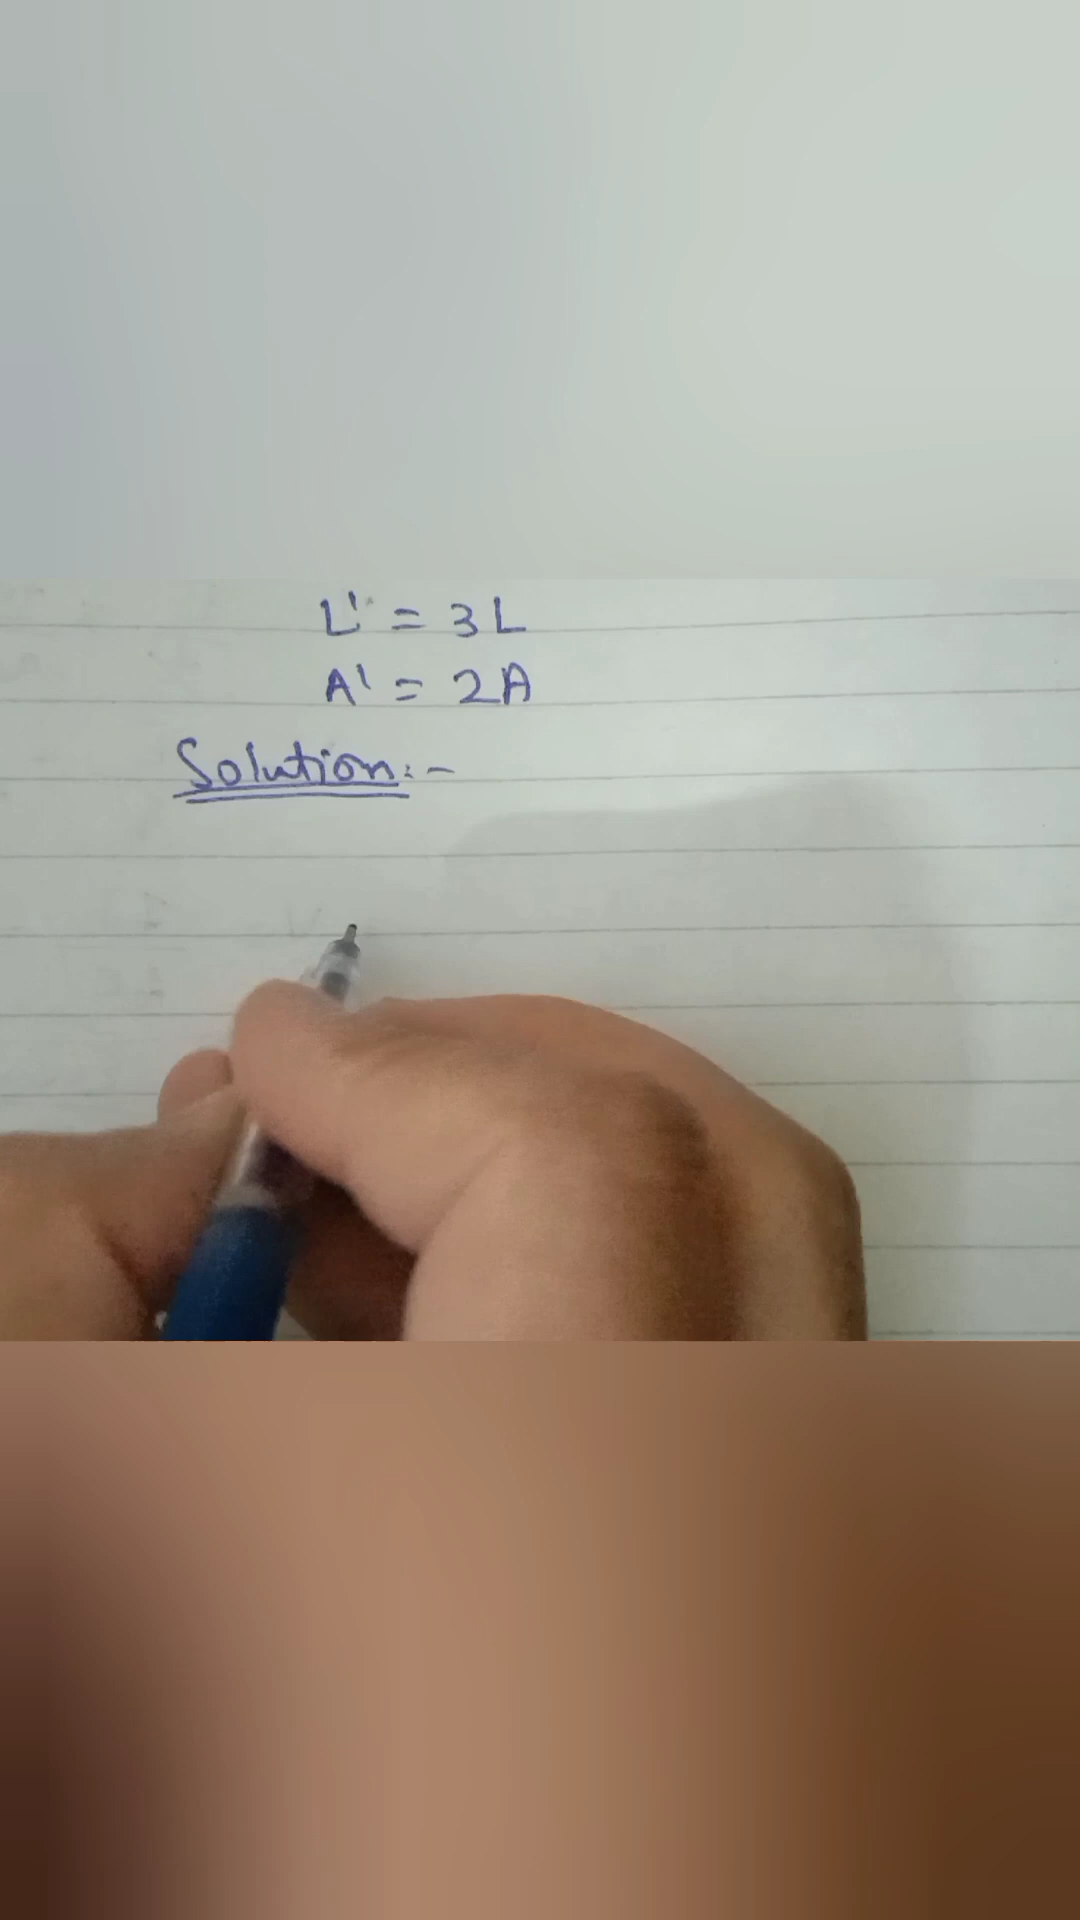 L' = 3L
A' = 2A
Solution:-